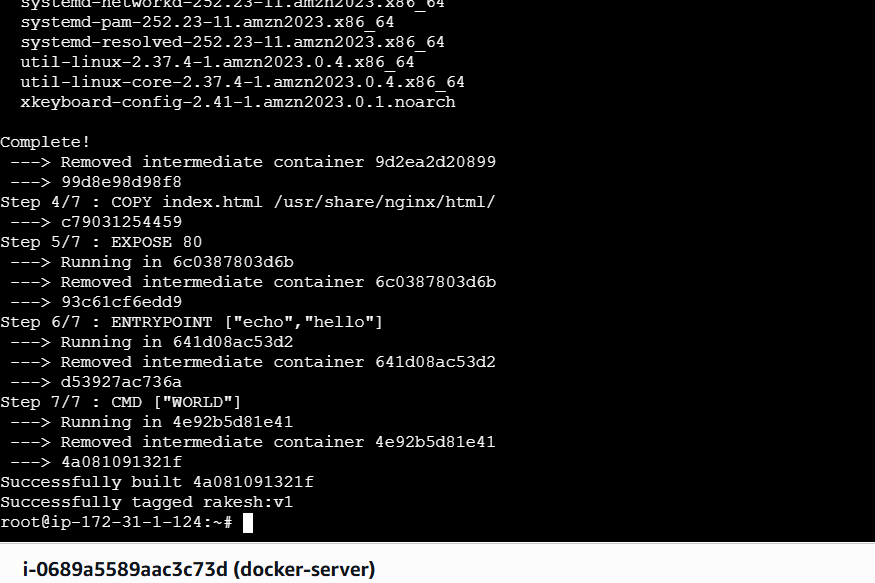 systemd-networkd-252.23-11.amzn2023.x86_64
systemd-pam-252.23-11.amzn2023.x86_64
systemd-resolved-252.23-11.amzn2023.x86_64
util-linux-2.37.4-1.amzn2023.0.4.x86_64
util-linux-core-2.37.4-1.amzn2023.0.4.x86_64
xkeyboard-config-2.41-1.amzn2023.0.1.noarch
Complete!
---> Removed intermediate container 9d2ea2d20899
---> 99d8e98d98f8
Step 4/7 : COPY index.html /usr/share/nginx/html/
---> c79031254459
Step 5/7 : EXPOSE 80
---> Running in 6c0387803d6b
---> Removed intermediate container 6c0387803d6b
---> 93c61cf6edd9
Step 6/7 : ENTRYPOINT ["echo","hello"]
---> Running in 641d08ac53d2
---> Removed intermediate container 641d08ac53d2
---> d53927ac736a
Step 7/7 : CMD ["WORLD"]
---> Running in 4e92b5d81e41
---> Removed intermediate container 4e92b5d81e41
---> 4a081091321f
Successfully built 4a081091321f
Successfully tagged rakesh:v1
root@ip-172-31-1-124:~#
i-0689a5589aac3c73d (docker-server)